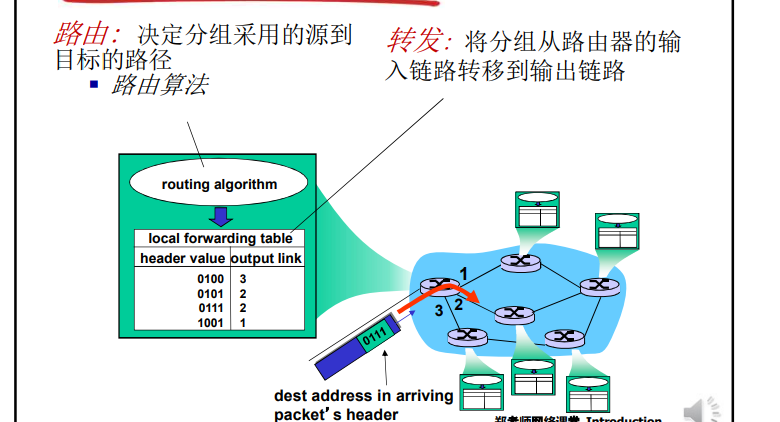 路由：决定分组采用的源到
目标的路径
路由算法
转发：将分组从路由器的输
入链路转移到输出链路
routing algorithm
local forwarding table
header value output link
0100 3
0101 2
0111 2
1001 1
1
2
3
0111
dest address in arriving
packet’s header
Introduction